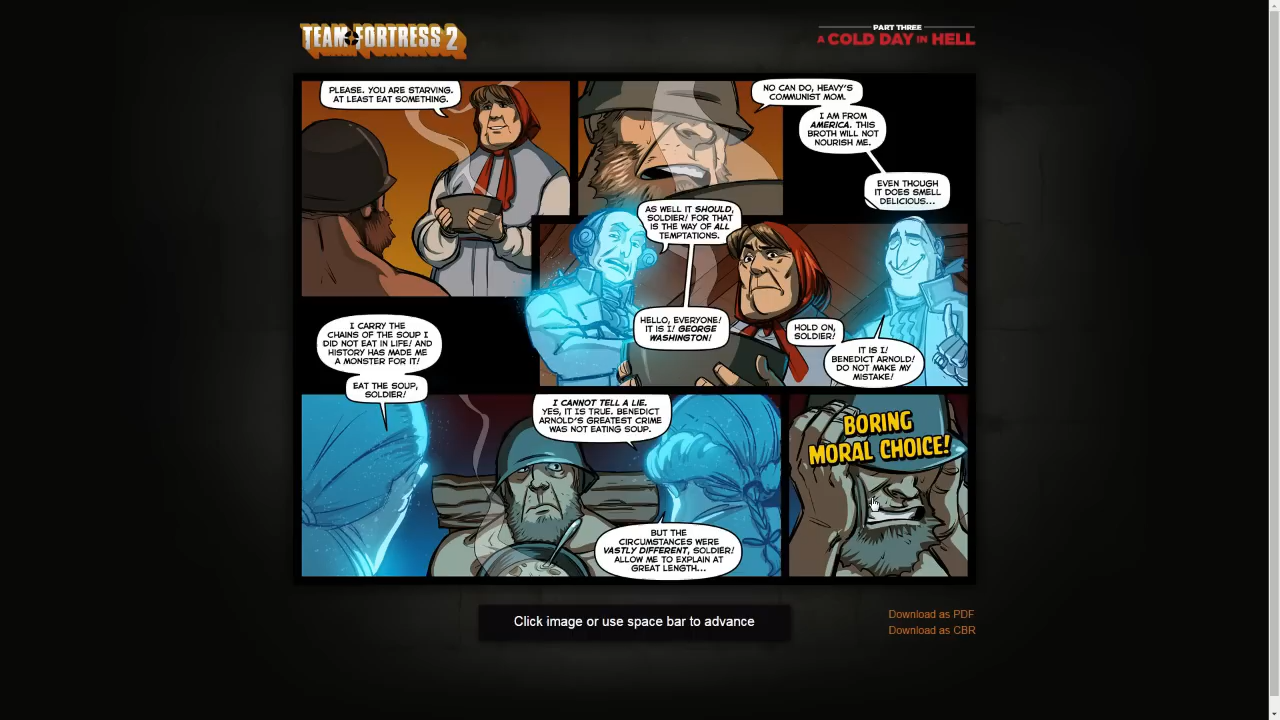 TEAM FORTRESS 2
PART THREE
A COLD DAY IN HELL
PLEASE. YOU ARE STARVING.
AT LEAST EAT SOMETHING.
NO CAN DO, HEAVY'S
COMMUNIST MOM.
I AM FROM
AMERICA. THIS
BROTH WILL NOT
NOURISH ME.
EVEN THOUGH
IT DOES SMELL
DELICIOUS...
AS WELL IT SHOULD,
SOLDIER! FOR THAT
IS THE WAY OF ALL
TEMPTATIONS.
HELLO, EVERYONE!
IT IS I! GEORGE
WASHINGTON!
HOLD ON,
SOLDIER!
IT IS I!
BENEDICT ARNOLD!
DO NOT MAKE MY
MISTAKE!
I CARRY THE
CHAINS OF THE SOUP I
DID NOT EAT IN LIFE! AND
HISTORY HAS MADE ME
A MONSTER FOR IT!
EAT THE SOUP,
SOLDIER!
I CANNOT TELL A LIE.
YES, IT IS TRUE. BENEDICT
ARNOLD'S GREATEST CRIME
WAS NOT EATING SOUP.
BUT THE
CIRCUMSTANCES WERE
VASTLY DIFFERENT, SOLDIER!
ALLOW ME TO EXPLAIN AT
GREAT LENGTH...
BORING
MORAL CHOICE!
Click image or use space bar to advance
Download as PDF
Download as CBR